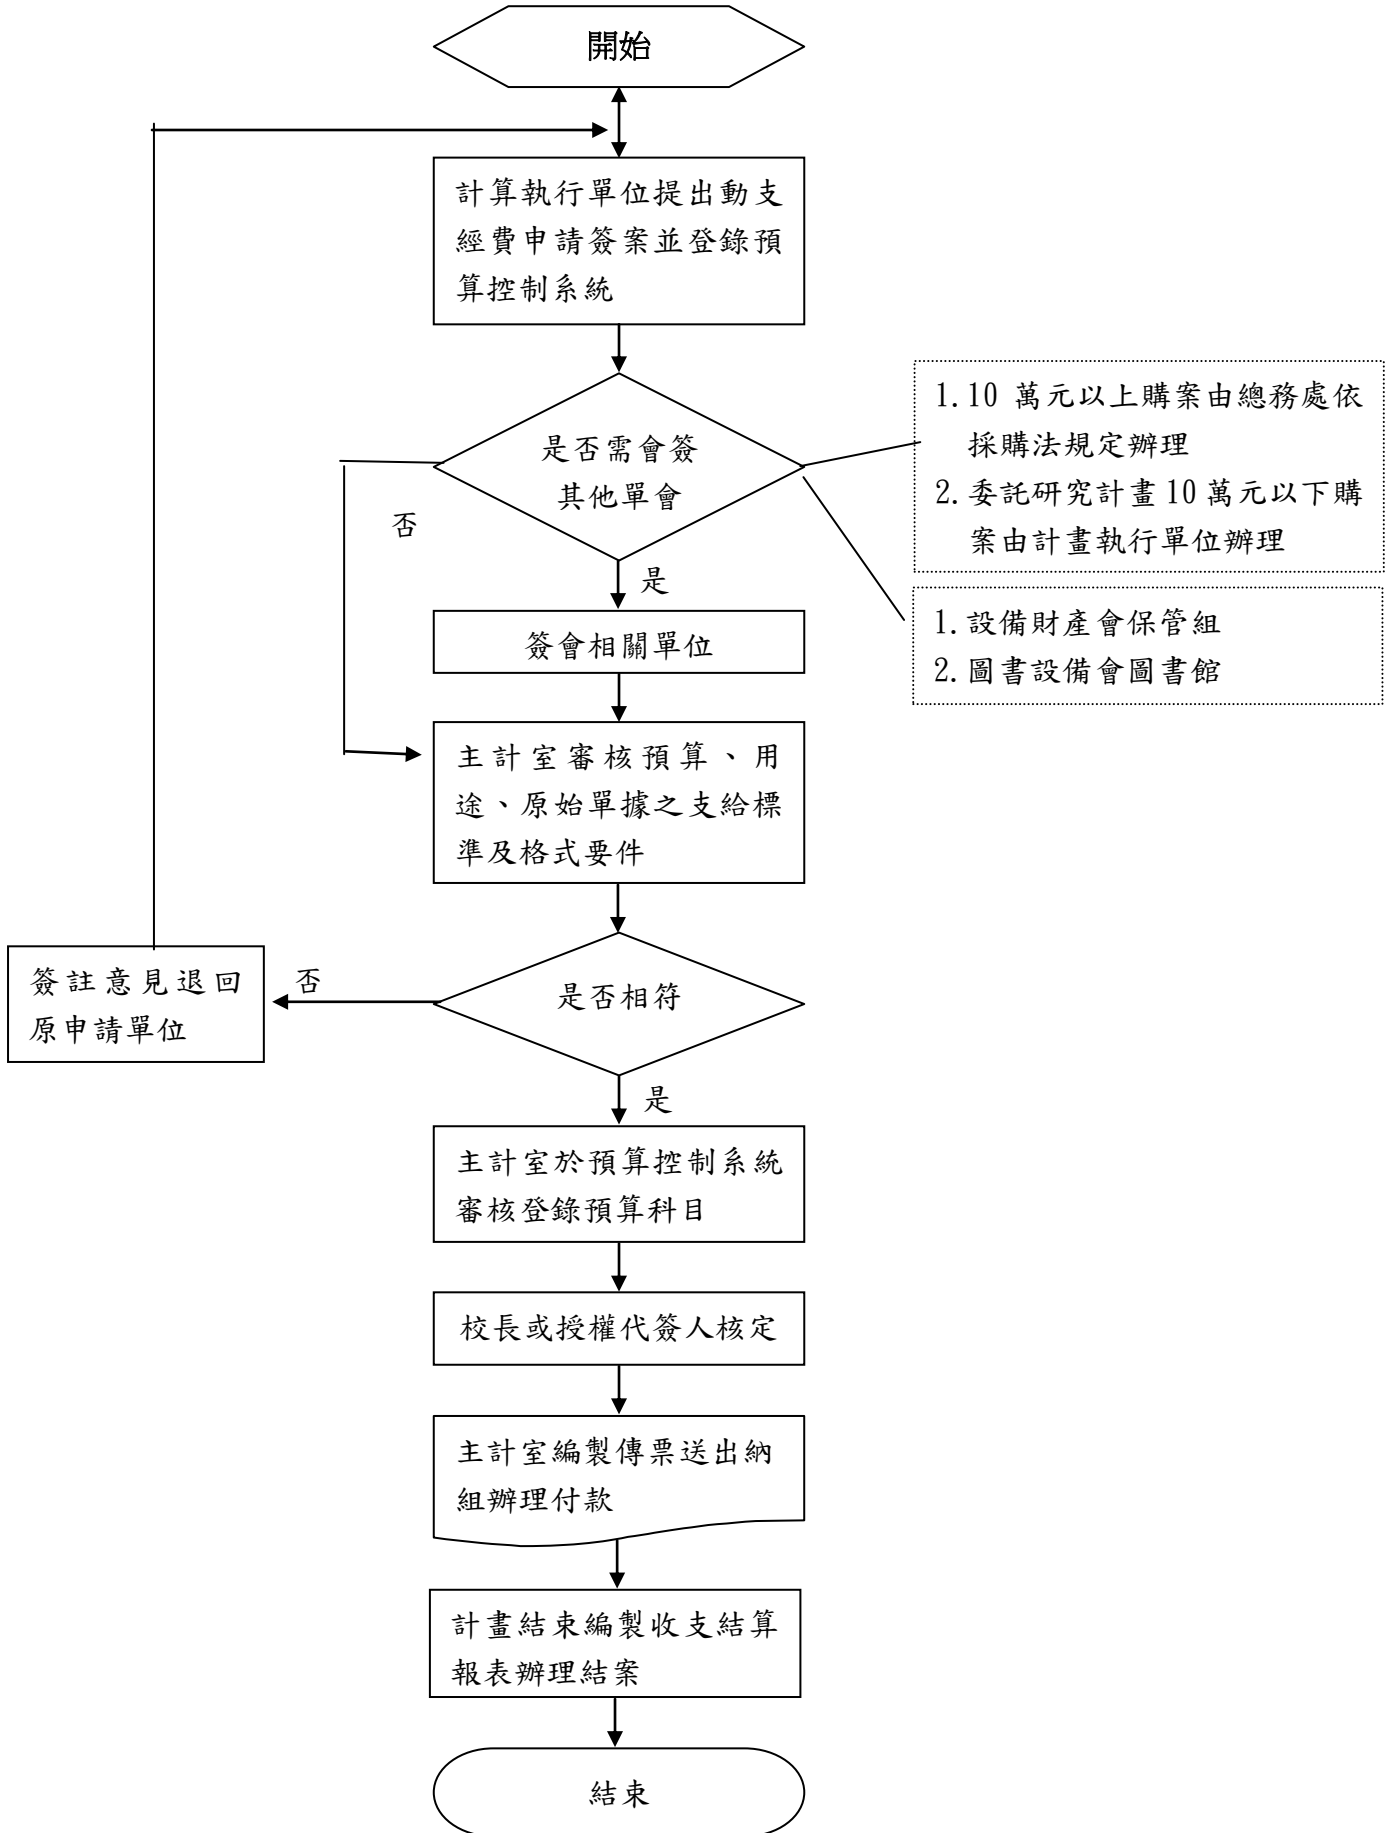 開始
計算執行單位提出動支
經費申請簽案並登錄預
算控制系統
是否需會簽
其他單會
否
是
1.10 萬元以上購案由總務處依
採購法規定辦理
2.委託研究計畫10萬元以下購
案由計畫執行單位辦理
1.設備財產會保管組
2.圖書設備會圖書館
簽會相關單位
主計室審核預算、用
途、原始單據之支給標
準及格式要件
是否相符
否
簽註意見退回
原申請單位
是
主計室於預算控制系統
審核登錄預算科目
校長或授權代簽人核定
主計室編製傳票送出納
組辦理付款
計畫結束編製收支結算
報表辦理結案
結束